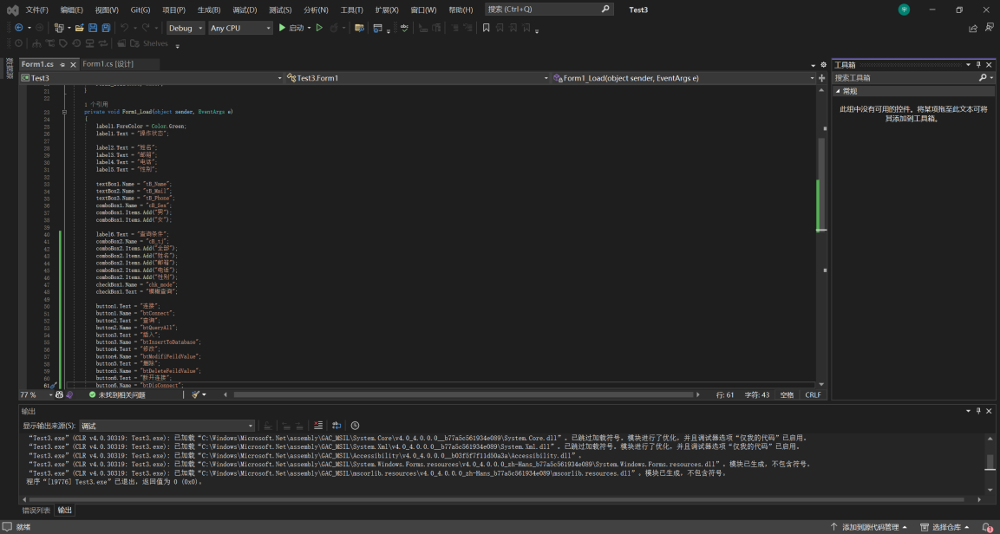 文件(F) 编辑(E) 视图(V) Git(G) 项目(P) 生成(B) 调试(D) 测试(S) 分析(N) 工具(T) 扩展(X) 窗口(W) 帮助(H) 搜索 (Ctrl+Q) Test3
Debug Any CPU 启动
Shelves
Form1.cs Form1.cs [设计]
Test3 Test3.Form1 Form1_Load(object sender, EventArgs e)
21 }
22
1 个引用
23 private void Form1_Load(object sender, EventArgs e)
24 {
25 label1.ForeColor = Color.Green;
26 label1.Text = "操作状态";
27
28 label2.Text = "姓名";
29 label3.Text = "邮箱";
30 label4.Text = "电话";
31 label5.Text = "性别";
32
33 textBox1.Name = "tB_Name";
34 textBox2.Name = "tB_Mail";
35 textBox3.Name = "tB_Phone";
36 comboBox1.Name = "cB_Sex";
37 comboBox1.Items.Add("男");
38 comboBox1.Items.Add("女");
39
40 label6.Text = "查询条件";
41 comboBox2.Name = "cB_tj";
42 comboBox2.Items.Add("全部");
43 comboBox2.Items.Add("姓名");
44 comboBox2.Items.Add("邮箱");
45 comboBox2.Items.Add("电话");
46 comboBox2.Items.Add("性别");
47 checkBox1.Name = "chk_mode";
48 checkBox1.Text = "模糊查询";
49
50 button1.Text = "连接";
51 button1.Name = "btConnect";
52 button2.Text = "查询";
53 button2.Name = "btQueryAll";
54 button3.Text = "插入";
55 button3.Name = "btInsertToDatabase";
56 button4.Text = "修改";
57 button4.Name = "btModifiFeildValue";
58 button5.Text = "删除";
59 button5.Name = "btDeleteFeildValue";
60 button6.Text = "断开连接";
61 button6.Name = "btDisConnect";
77 % 未找到相关问题 行: 61 字符: 43 空格 CRLF
工具箱
搜索工具箱
常规
此组中没有可用的控件。将某项拖至此文本可将
其添加到工具箱。
输出
显示输出来源(S): 调试
“Test3.exe”(CLR v4.0.30319: Test3.exe): 已加载“C:\Windows\Microsoft.Net\assembly\GAC_MSIL\System.Core\v4.0_4.0.0.0__b77a5c561934e089\System.Core.dll”。已跳过加载符号。模块进行了优化，并且调试器选项“仅我的代码”已启用。
“Test3.exe”(CLR v4.0.30319: Test3.exe): 已加载“C:\Windows\Microsoft.Net\assembly\GAC_MSIL\System.Xml\v4.0_4.0.0.0__b77a5c561934e089\System.Xml.dll”。已跳过加载符号。模块进行了优化，并且调试器选项“仅我的代码”已启用。
“Test3.exe”(CLR v4.0.30319: Test3.exe): 已加载“C:\Windows\Microsoft.Net\assembly\GAC_MSIL\Accessibility\v4.0_4.0.0.0__b03f5f7f11d50a3a\Accessibility.dll”。
“Test3.exe”(CLR v4.0.30319: Test3.exe): 已加载“C:\Windows\Microsoft.Net\assembly\GAC_MSIL\System.Windows.Forms.resources\v4.0_4.0.0.0_zh-Hans_b77a5c561934e089\System.Windows.Forms.resources.dll”。模块已生成，不包含符号。
“Test3.exe”(CLR v4.0.30319: Test3.exe): 已加载“C:\Windows\Microsoft.Net\assembly\GAC_MSIL\mscorlib.resources\v4.0_4.0.0.0_zh-Hans_b77a5c561934e089\mscorlib.resources.dll”。模块已生成，不包含符号。
程序“[19776] Test3.exe”已退出，返回值为 0 (0x0)。
错误列表 输出
就绪 添加到源代码管理 选择仓库